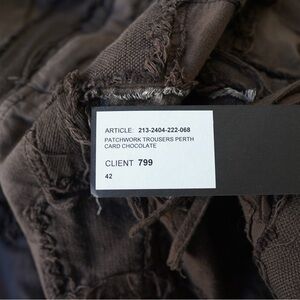 ARTICLE: 213-2404-222-068
PATCHWORK TROUSERS PERTH
CARD CHOCOLATE
CLIENT 799
42